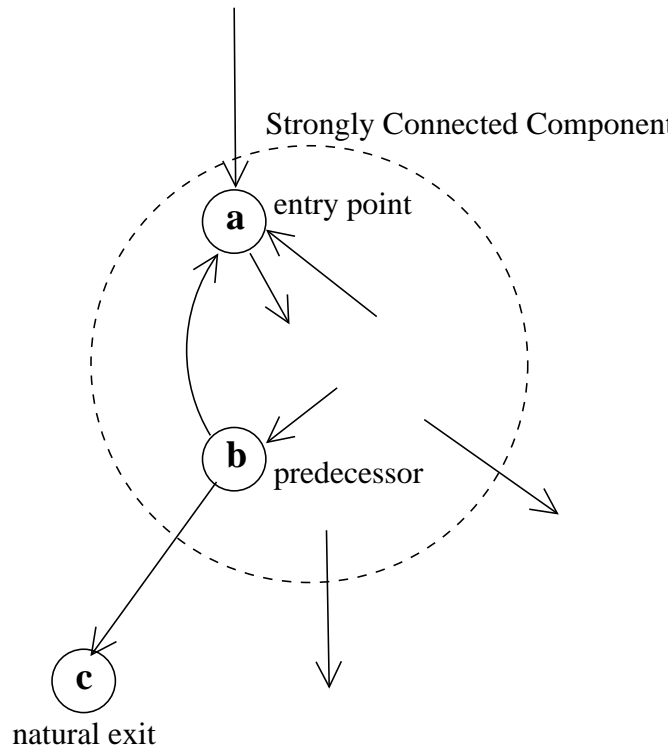 Strongly Connected Component
a
entry point
b
predecessor
c
natural exit